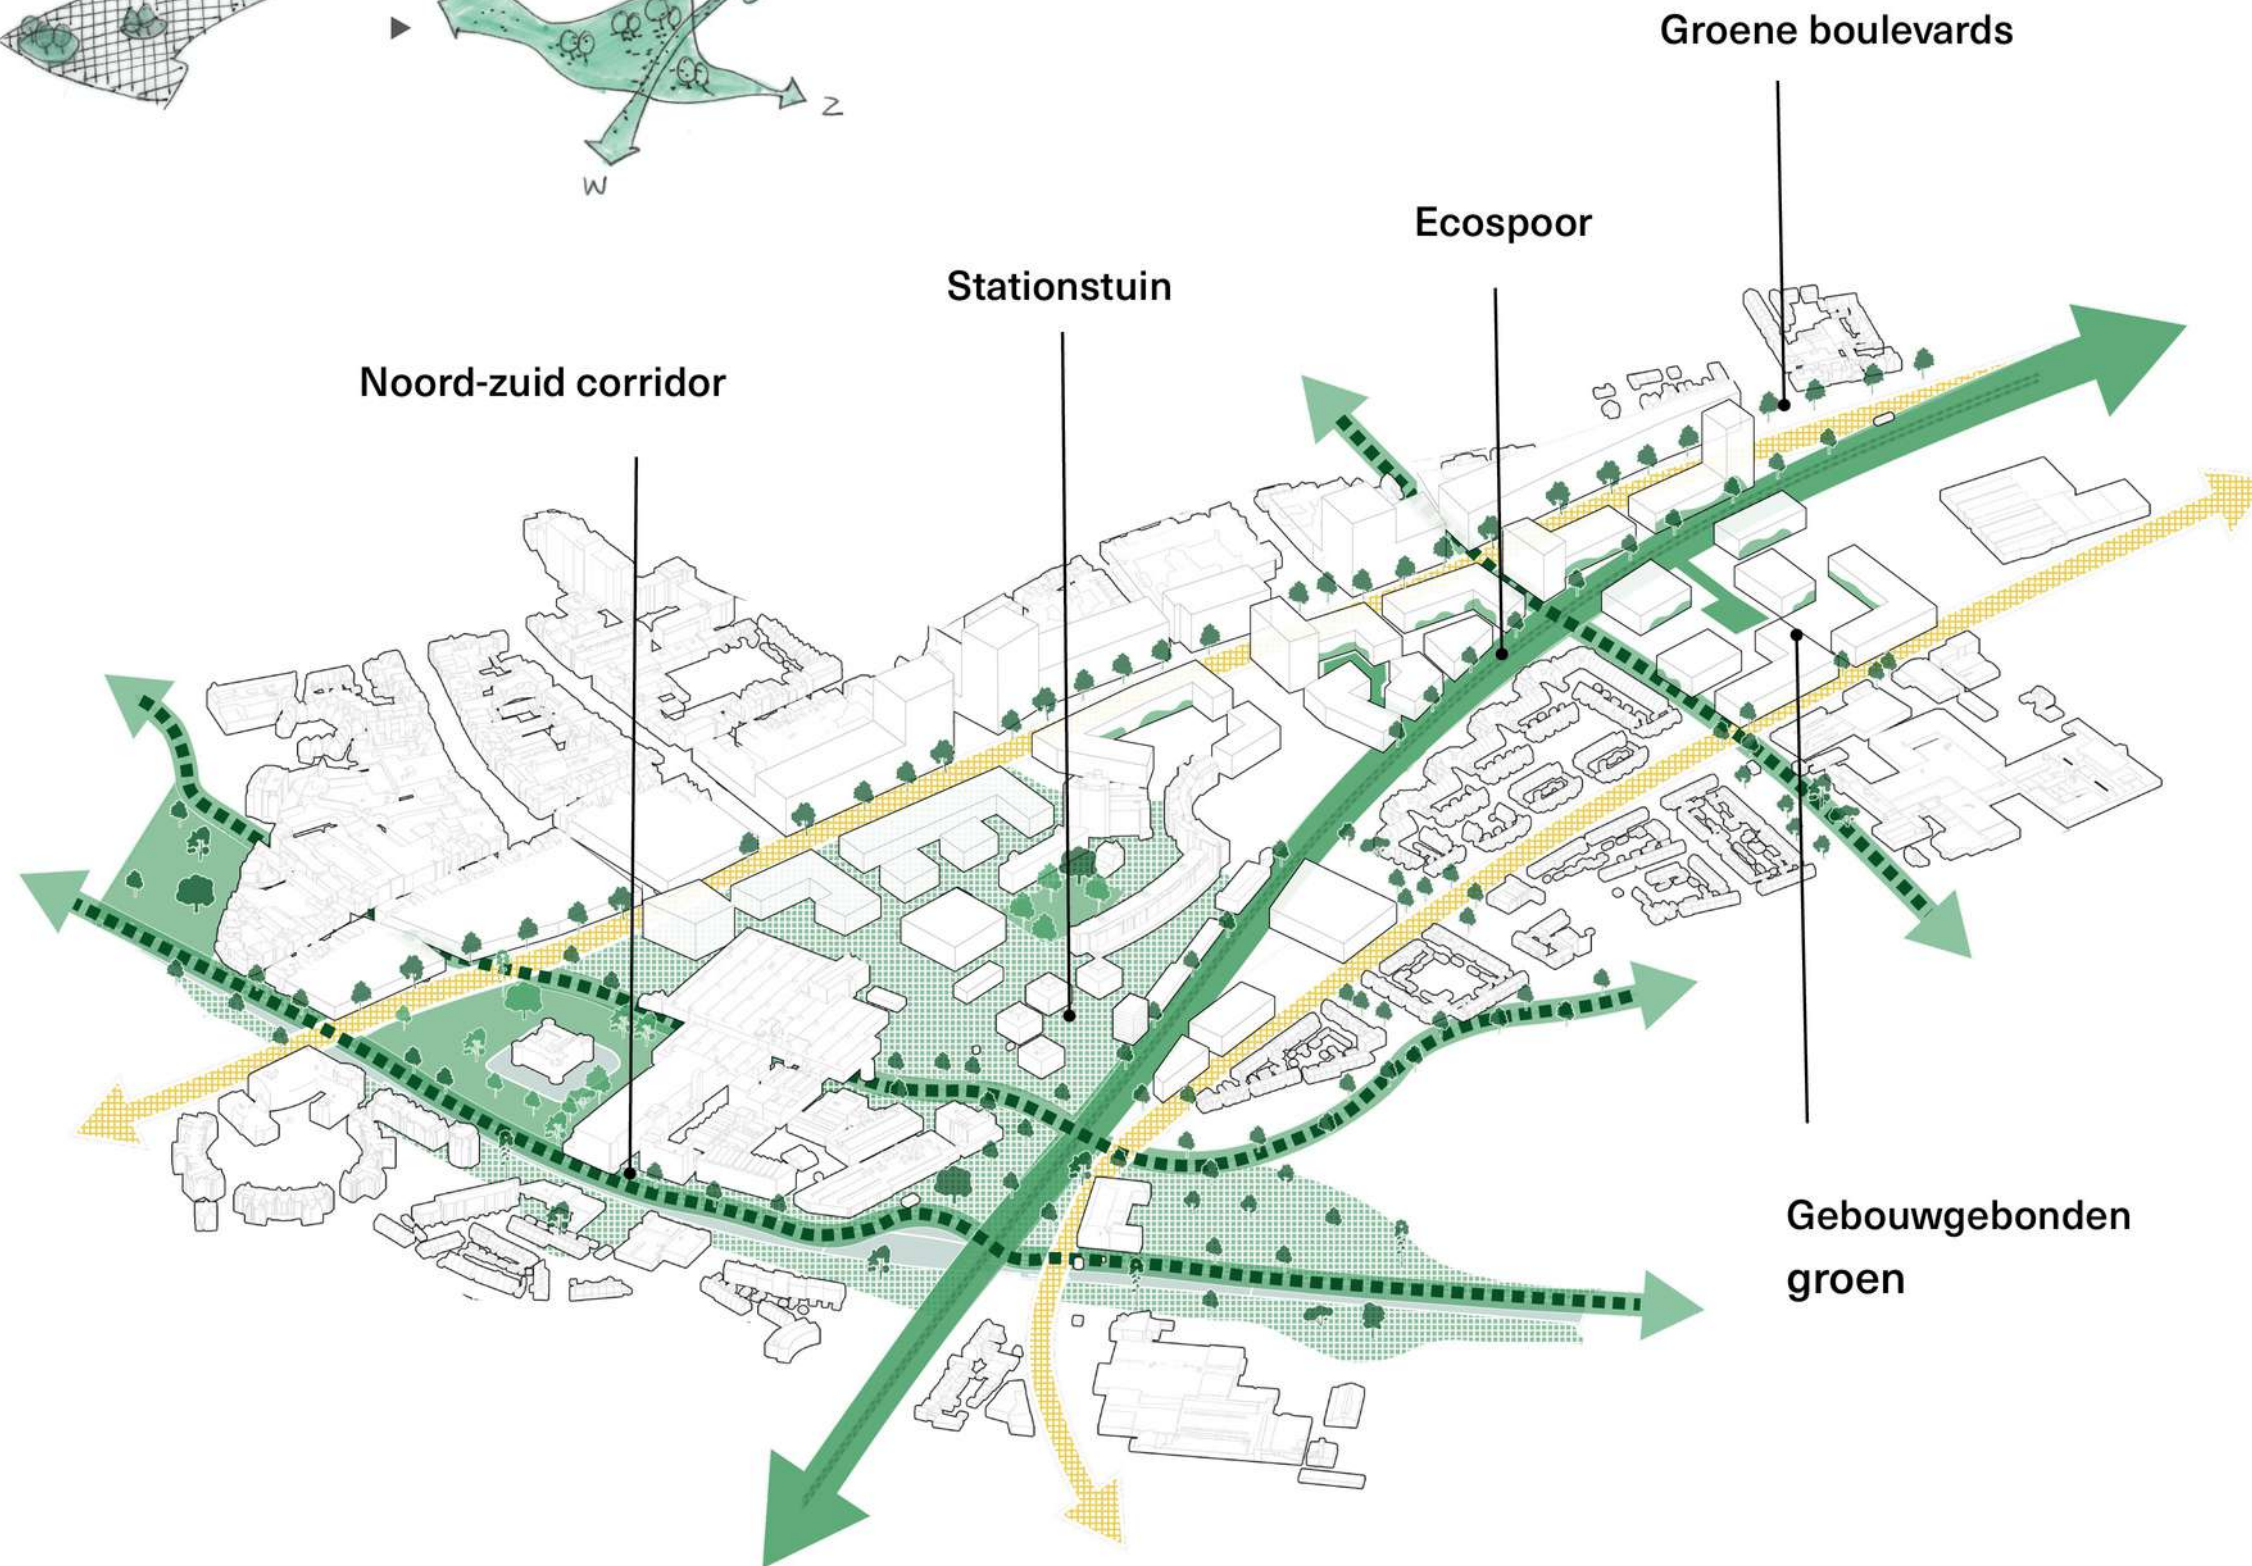 Z
W
Groene boulevards
Ecospoor
Stationstuin
Noord-zuid corridor
Gebouwgebonden
groen